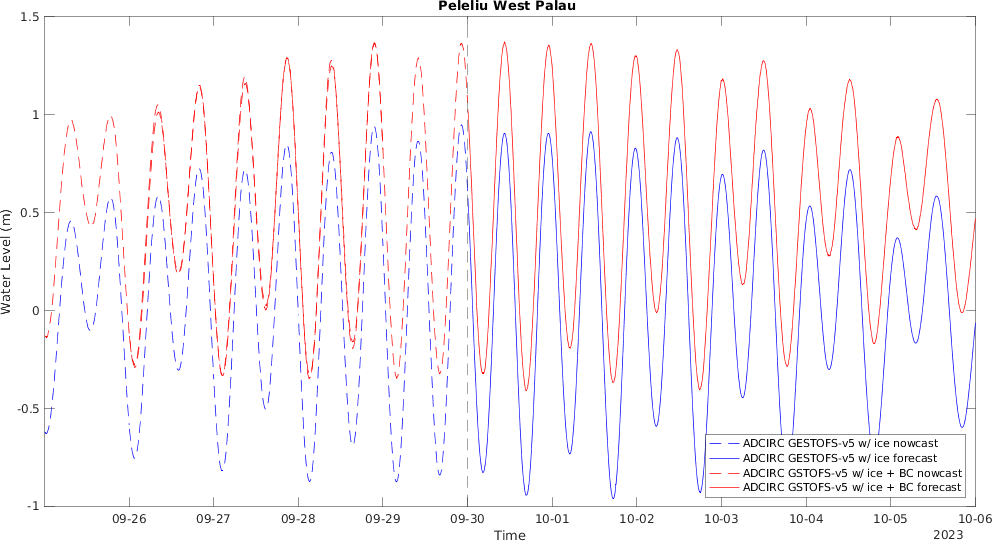 Peleliu West Palau
1.5
1
0.5
0
-0.5
-1
Water Level (m)
ADCIRC GESTOFS-v5 w/ ice nowcast
ADCIRC GESTOFS-v5 w/ ice forecast
ADCIRC GSTOFS-v5 w/ ice + BC nowcast
ADCIRC GSTOFS-v5 w/ ice + BC forecast
09-26 09-27 09-28 09-29 09-30 10-01 10-02 10-03 10-04 10-05 10-06
Time
2023